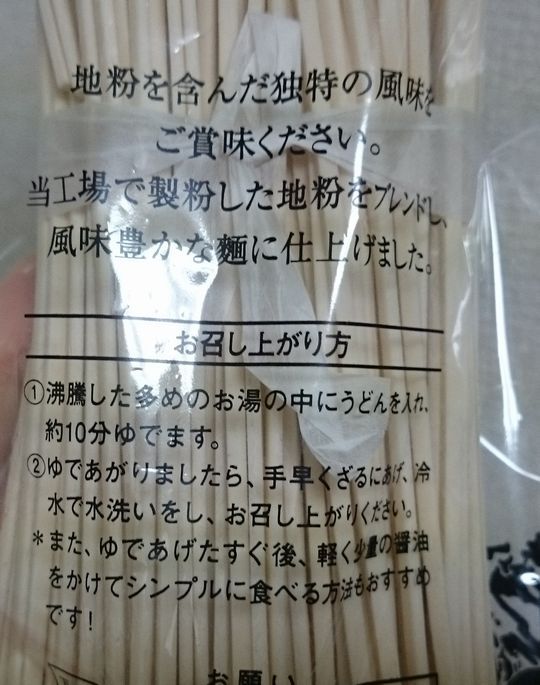 地粉を含んだ独特の風味を
ご賞味ください。
当工場で製粉した地粉をブレンドし、
風味豊かな麺に仕上げました。
お召し上がり方
①沸騰した多めのお湯の中にうどんを入れ、
約10分ゆでます。
②ゆであがりましたら、手早くざるにあげ、冷
水で水洗いをし、お召し上がりください。
*また、ゆであげたすぐ後、軽く少量の醤油
をかけてシンプルに食べる方法もおすすめ
です!
お願い